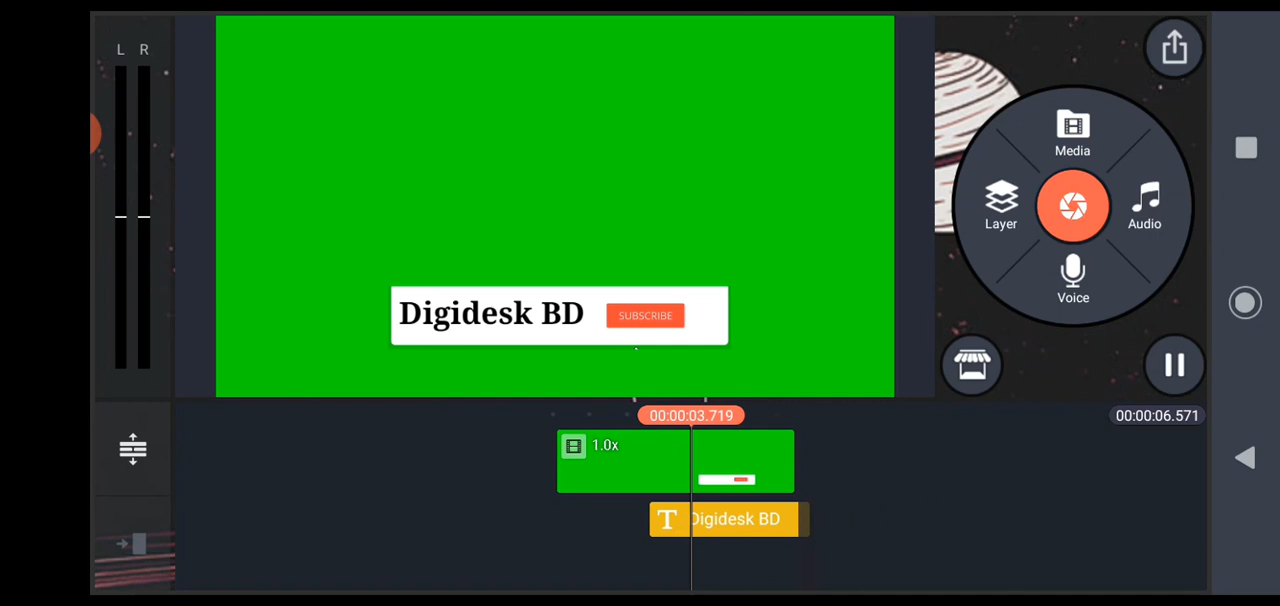 L R
Media
Layer
Audio
Voice
Digidesk BD SUBSCRIBE
00:00:03.719
00:00:06.571
1.0x
T Digidesk BD